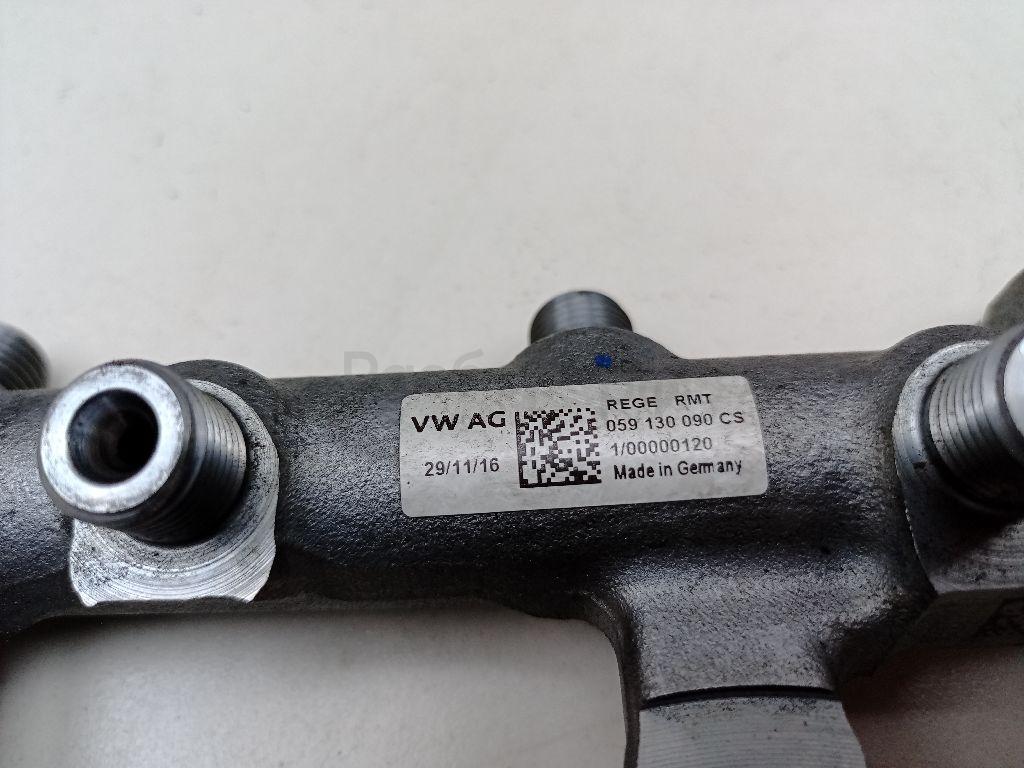 VW AG
29/11/16
REGE RMT
059 130 090 CS
1/00000120
Made in Germany